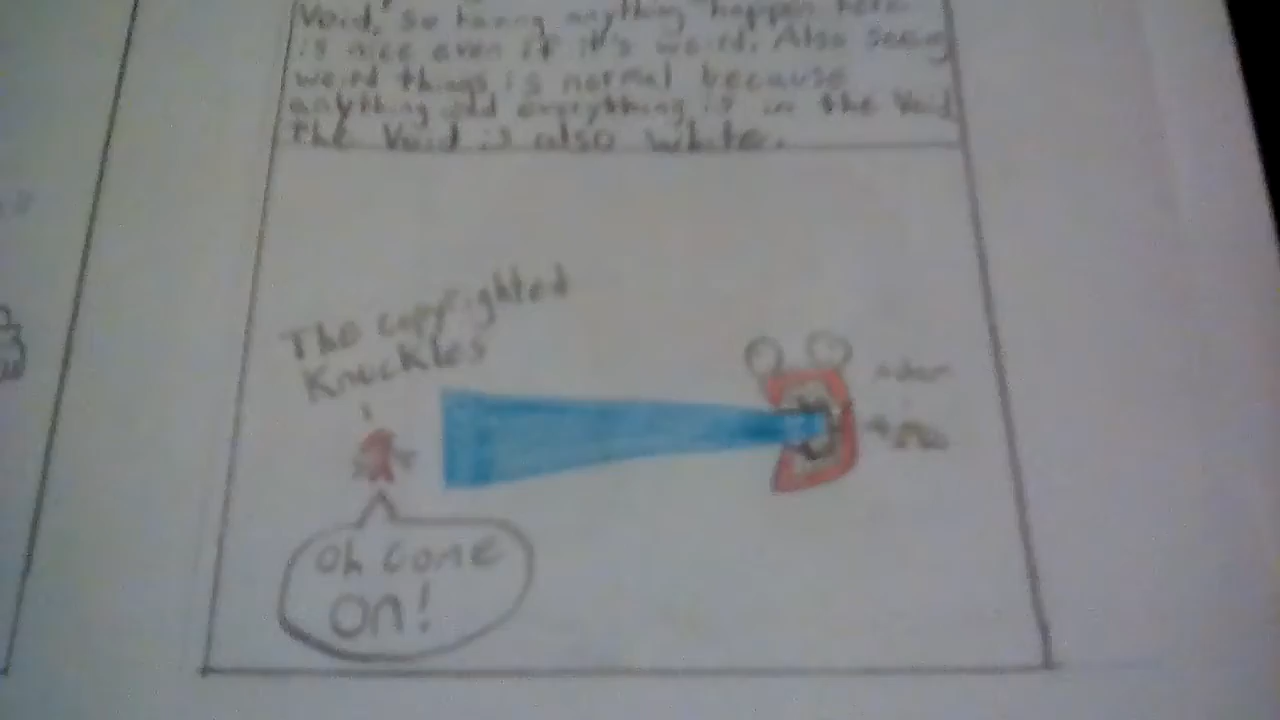 Void, so having anything happen here
is nice even if it's weird. Also seeing
weird things is normal because
anything and everything is in the Void
the Void is also white.
The copyrighted
Knuckles
Oh come
on!